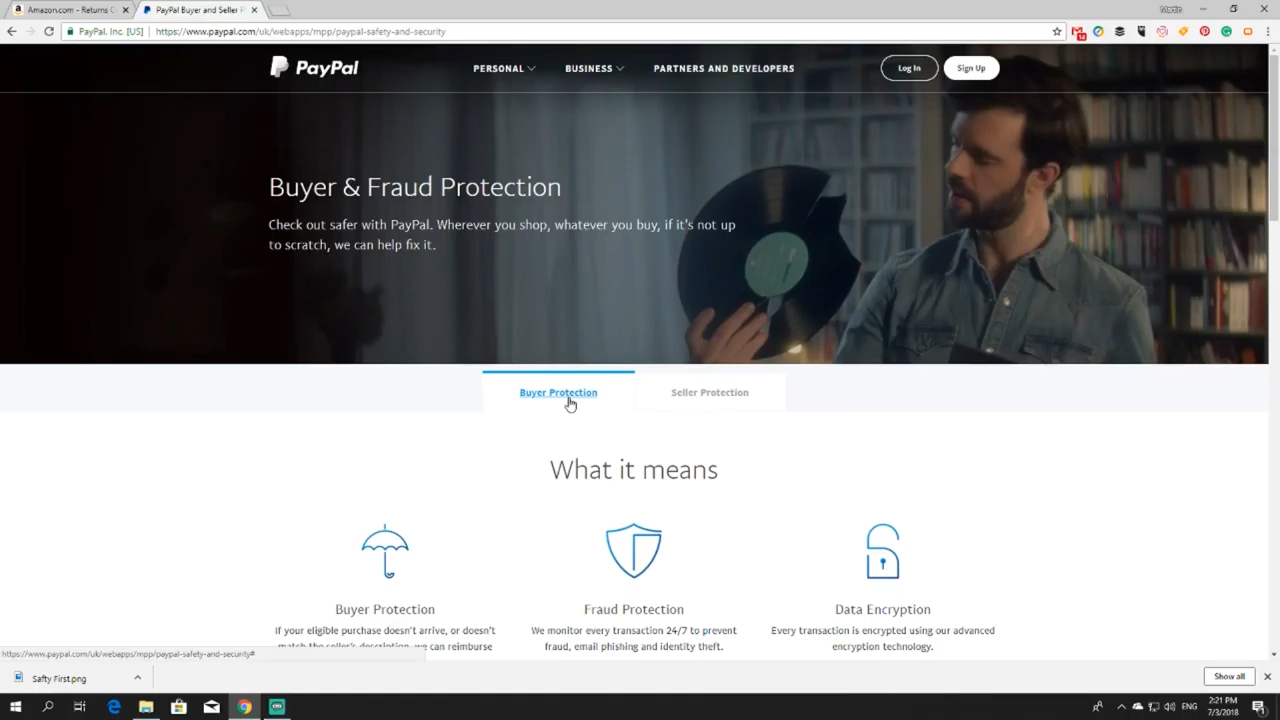 Amazon.com - Returns C
PayPal Buyer and Seller P
PayPal, Inc. [US]
https://www.paypal.com/uk/webapps/mpp/paypal-safety-and-security
14
PayPal
PERSONAL
BUSINESS
PARTNERS AND DEVELOPERS
Log In
Sign Up
Buyer & Fraud Protection
Check out safer with PayPal. Wherever you shop, whatever you buy, if it's not up
to scratch, we can help fix it.
Buyer Protection
Seller Protection
What it means
Buyer Protection
If your eligible purchase doesn't arrive, or doesn't
match the seller's description, we can reimburse
Fraud Protection
We monitor every transaction 24/7 to prevent
fraud, email phishing and identity theft.
Data Encryption
Every transaction is encrypted using our advanced
encryption technology.
https://www.paypal.com/uk/webapps/mpp/paypal-safety-and-security#
Safty First.png
Show all
ENG
2:21 PM
7/3/2018